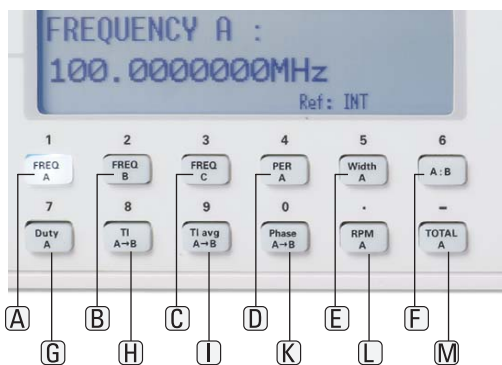 FREQUENCY A :
100.0000000MHz
Ref: INT
1 2 3 4 5 6
FREQ A
FREQ B
FREQ C
PER A
Width A
A : B
7 8 9 0 . –
Duty A
TI A→B
TI avg A→B
Phase A→B
RPM A
TOTAL A
A B C D E F
G H I K L M